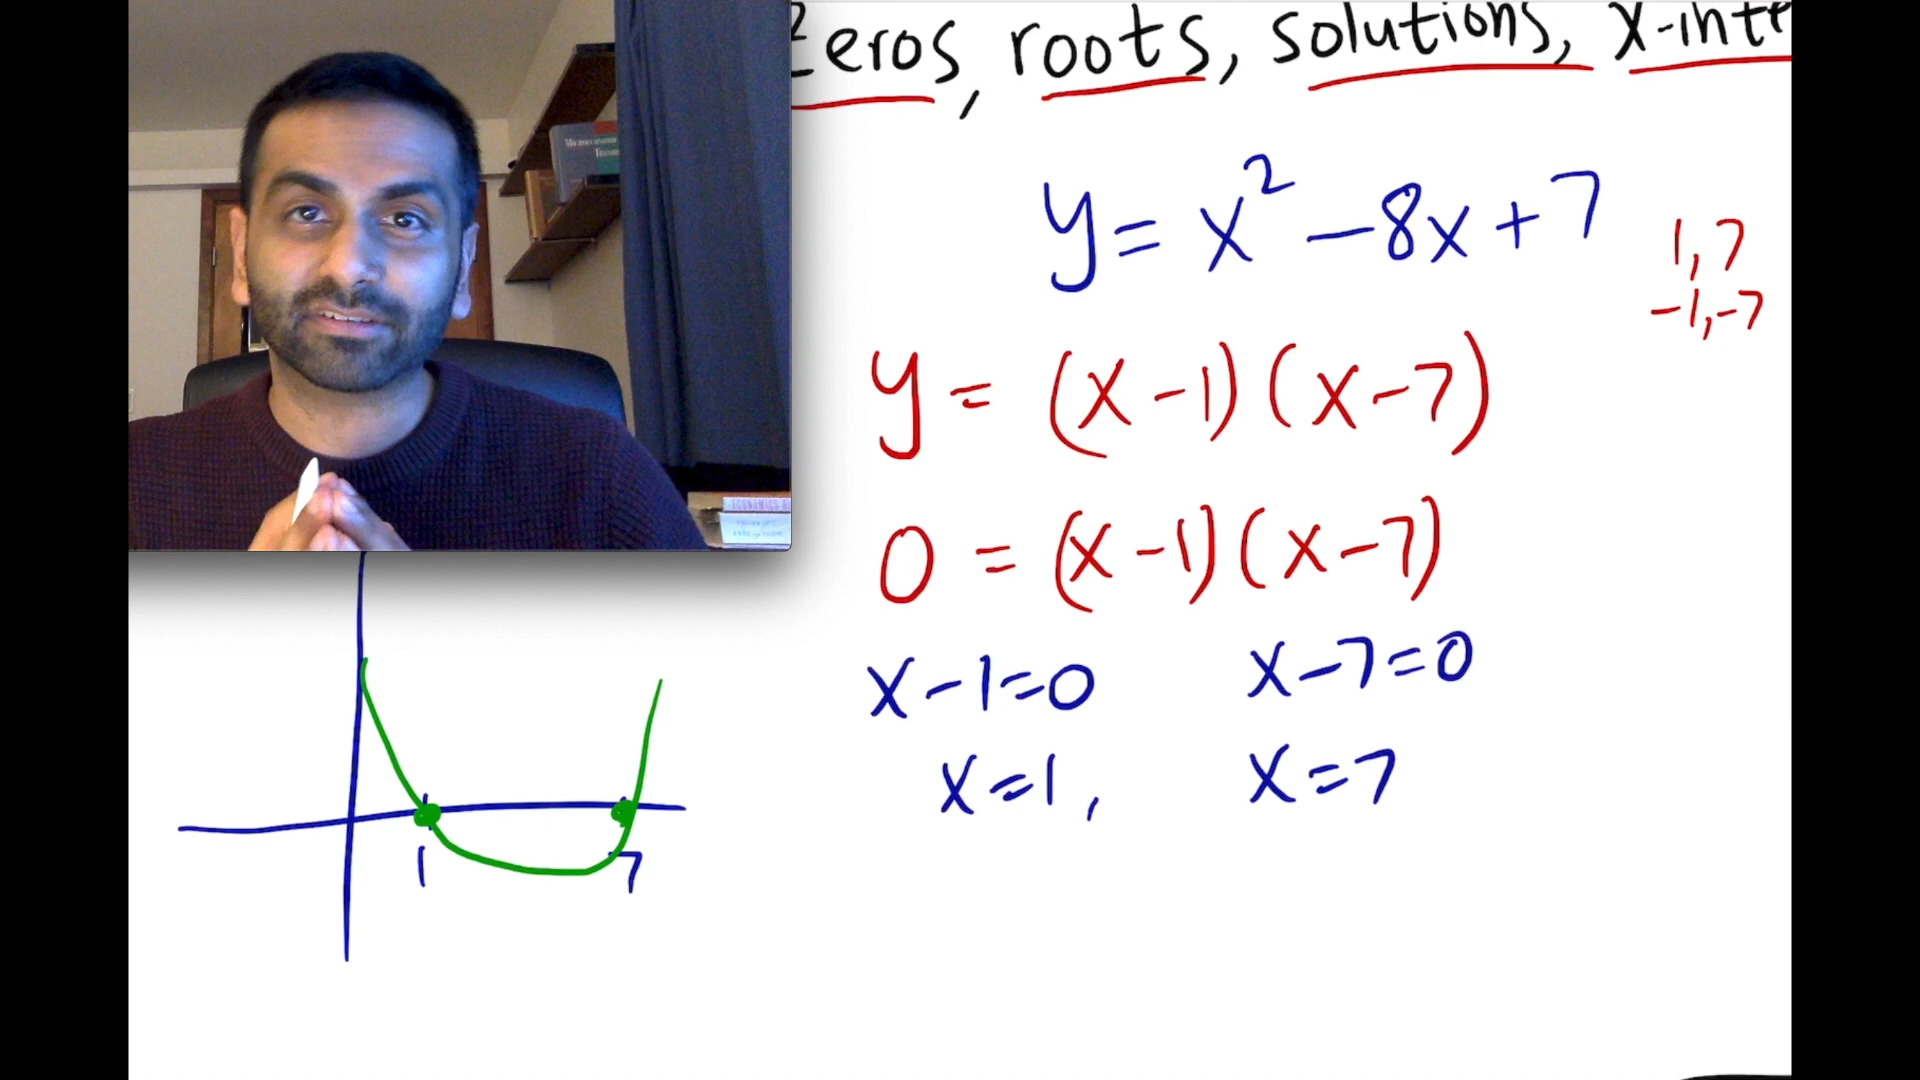 Zeros, roots, solutions, x-inte
y = x² - 8x + 7
1, 7
-1, -7
y = (x - 1)(x - 7)
0 = (x - 1)(x - 7)
x - 1 = 0 x - 7 = 0
x = 1, x = 7
1 7